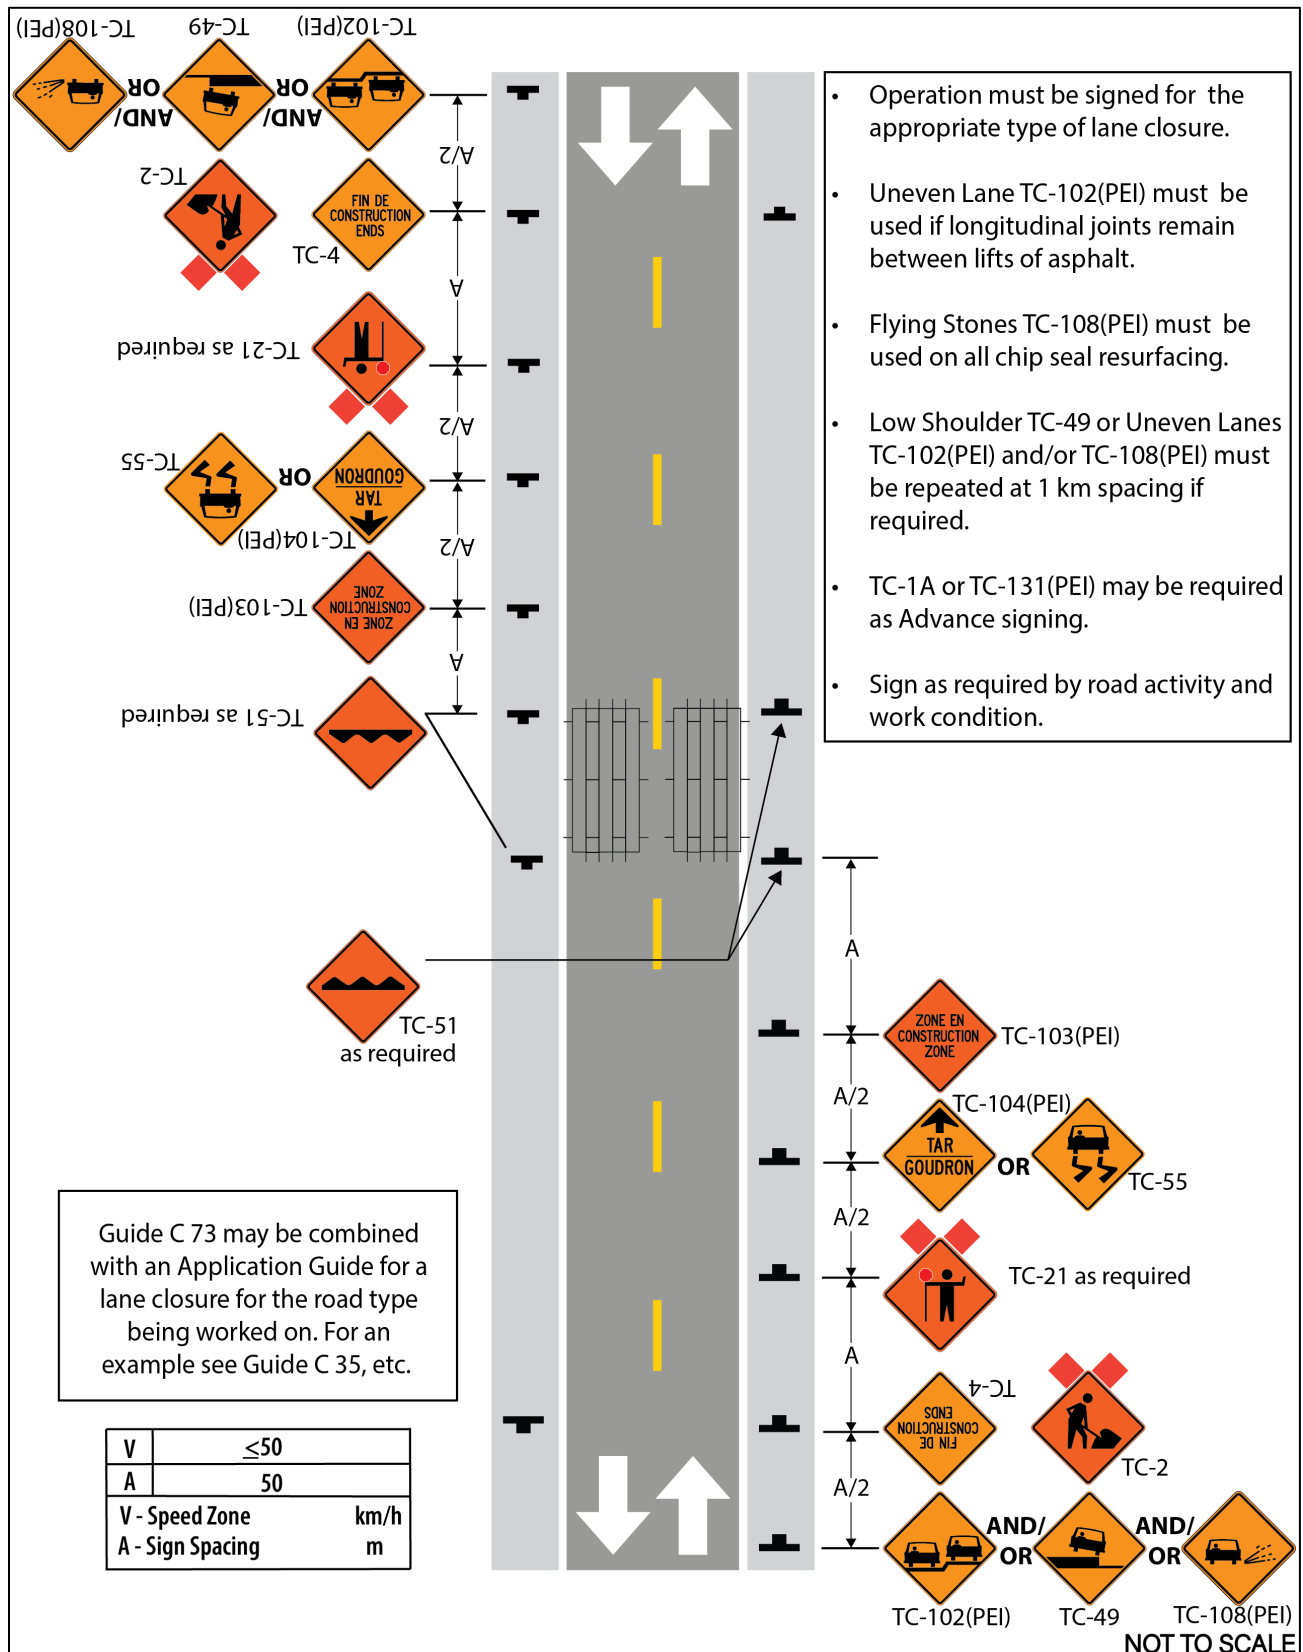 TC-108(PEI)
TC-49
TC-102(PEI)
AND/
OR
AND/
OR
A/2
TC-2
FIN DE
CONSTRUCTION
ENDS
TC-4
A
TC-21 as required
A/2
TC-55
OR
TAR
GOUDRON
TC-104(PEI)
A/2
TC-103(PEI)
ZONE EN
CONSTRUCTION
ZONE
A
TC-51 as required
• Operation must be signed for the
appropriate type of lane closure.
• Uneven Lane TC-102(PEI) must be
used if longitudinal joints remain
between lifts of asphalt.
• Flying Stones TC-108(PEI) must be
used on all chip seal resurfacing.
• Low Shoulder TC-49 or Uneven Lanes
TC-102(PEI) and/or TC-108(PEI) must
be repeated at 1 km spacing if
required.
• TC-1A or TC-131(PEI) may be required
as Advance signing.
• Sign as required by road activity and
work condition.
TC-51
as required
A
ZONE EN
CONSTRUCTION
ZONE
TC-103(PEI)
A/2
TC-104(PEI)
TAR
GOUDRON
OR
TC-55
A/2
TC-21 as required
A
TC-4
FIN DE
CONSTRUCTION
ENDS
TC-2
A/2
AND/
OR
AND/
OR
TC-102(PEI)
TC-49
TC-108(PEI)
Guide C 73 may be combined
with an Application Guide for a
lane closure for the road type
being worked on. For an
example see Guide C 35, etc.
V ≤50
A 50
V - Speed Zone km/h
A - Sign Spacing m
NOT TO SCALE